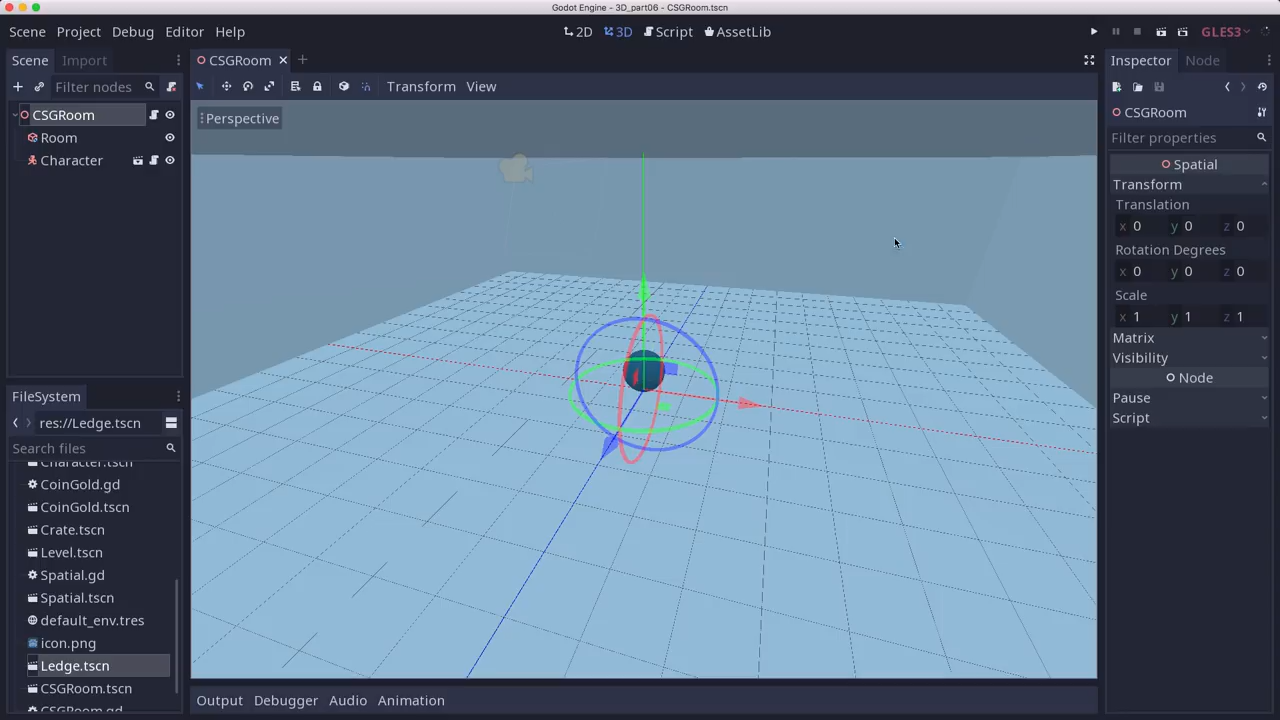 Godot Engine - 3D_part06 - CSGRoom.tscn
Scene Project Debug Editor Help
2D 3D Script AssetLib
GLES3
Scene Import
Filter nodes
CSGRoom
Room
Character
FileSystem
res://Ledge.tscn
Search files
Character.tscn
CoinGold.gd
CoinGold.tscn
Crate.tscn
Level.tscn
Spatial.gd
Spatial.tscn
default_env.tres
icon.png
Ledge.tscn
CSGRoom.tscn
CSGRoom.gd
CSGRoom
Transform View
Perspective
Output Debugger Audio Animation
Inspector Node
CSGRoom
Filter properties
Spatial
Transform
Translation
x 0 y 0 z 0
Rotation Degrees
x 0 y 0 z 0
Scale
x 1 y 1 z 1
Matrix
Visibility
Node
Pause
Script